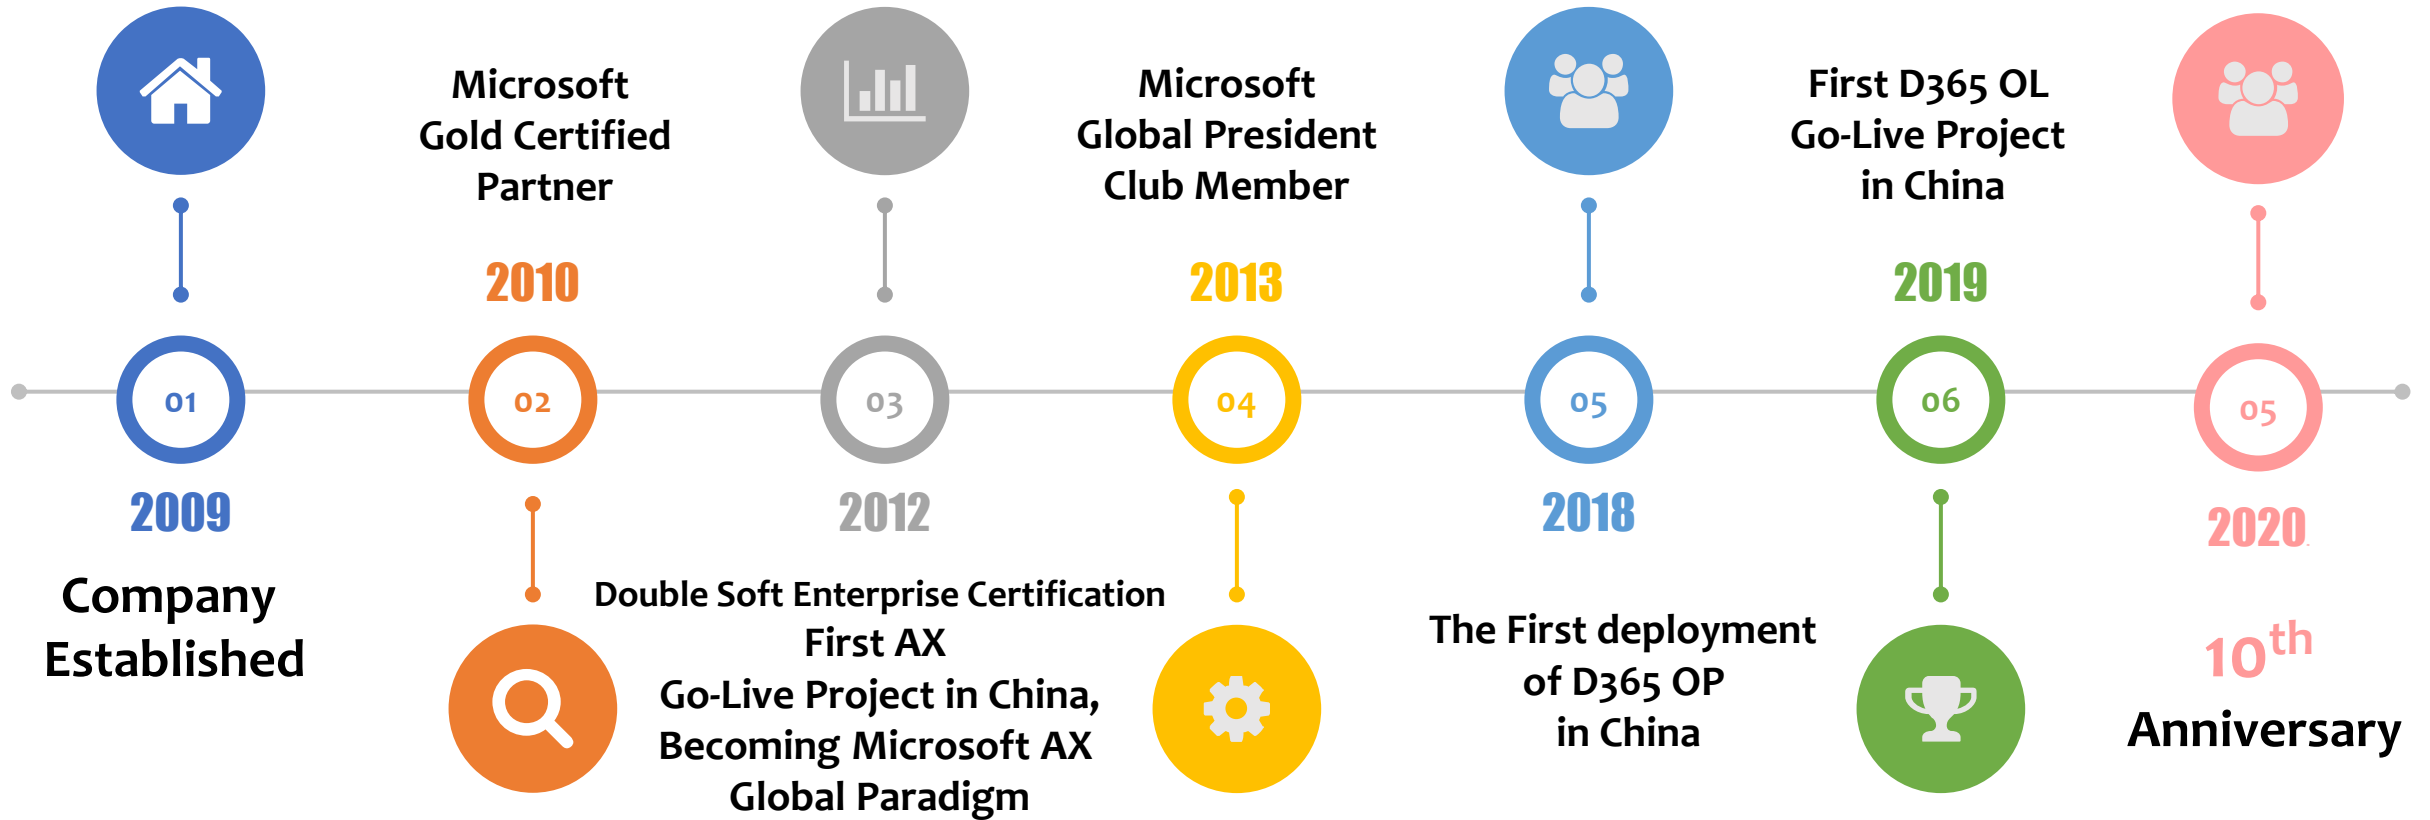 01
2009
Company
Established
Microsoft
Gold Certified
Partner
2010
02
03
2012
Double Soft Enterprise Certification
First AX
Go-Live Project in China,
Becoming Microsoft AX
Global Paradigm
Microsoft
Global President
Club Member
2013
04
05
2018
The First deployment
of D365 OP
in China
First D365 OL
Go-Live Project
in China
2019
06
05
2020
10th
Anniversary